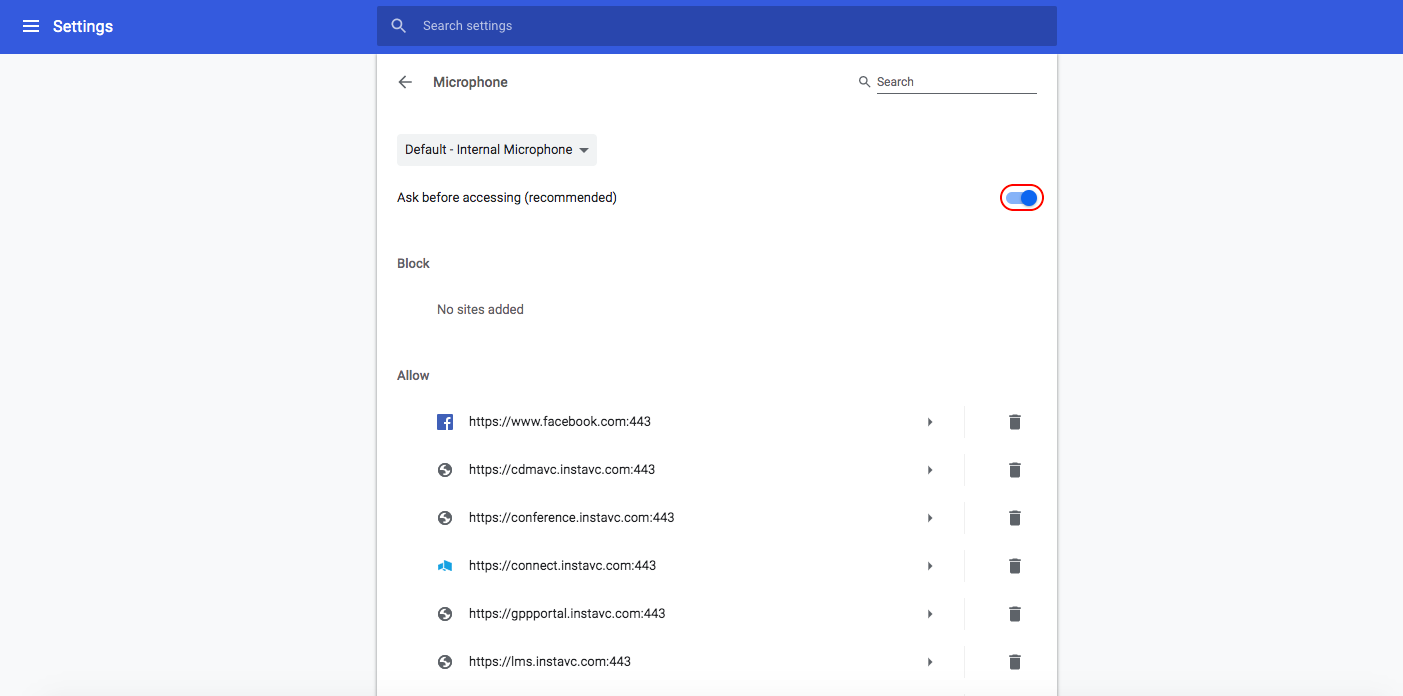 Settings
Search settings
Microphone
Search
Default - Internal Microphone
Ask before accessing (recommended)
Block
No sites added
Allow
https://www.facebook.com:443
https://cdmavc.instavc.com:443
https://conference.instavc.com:443
https://connect.instavc.com:443
https://gppportal.instavc.com:443
https://lms.instavc.com:443